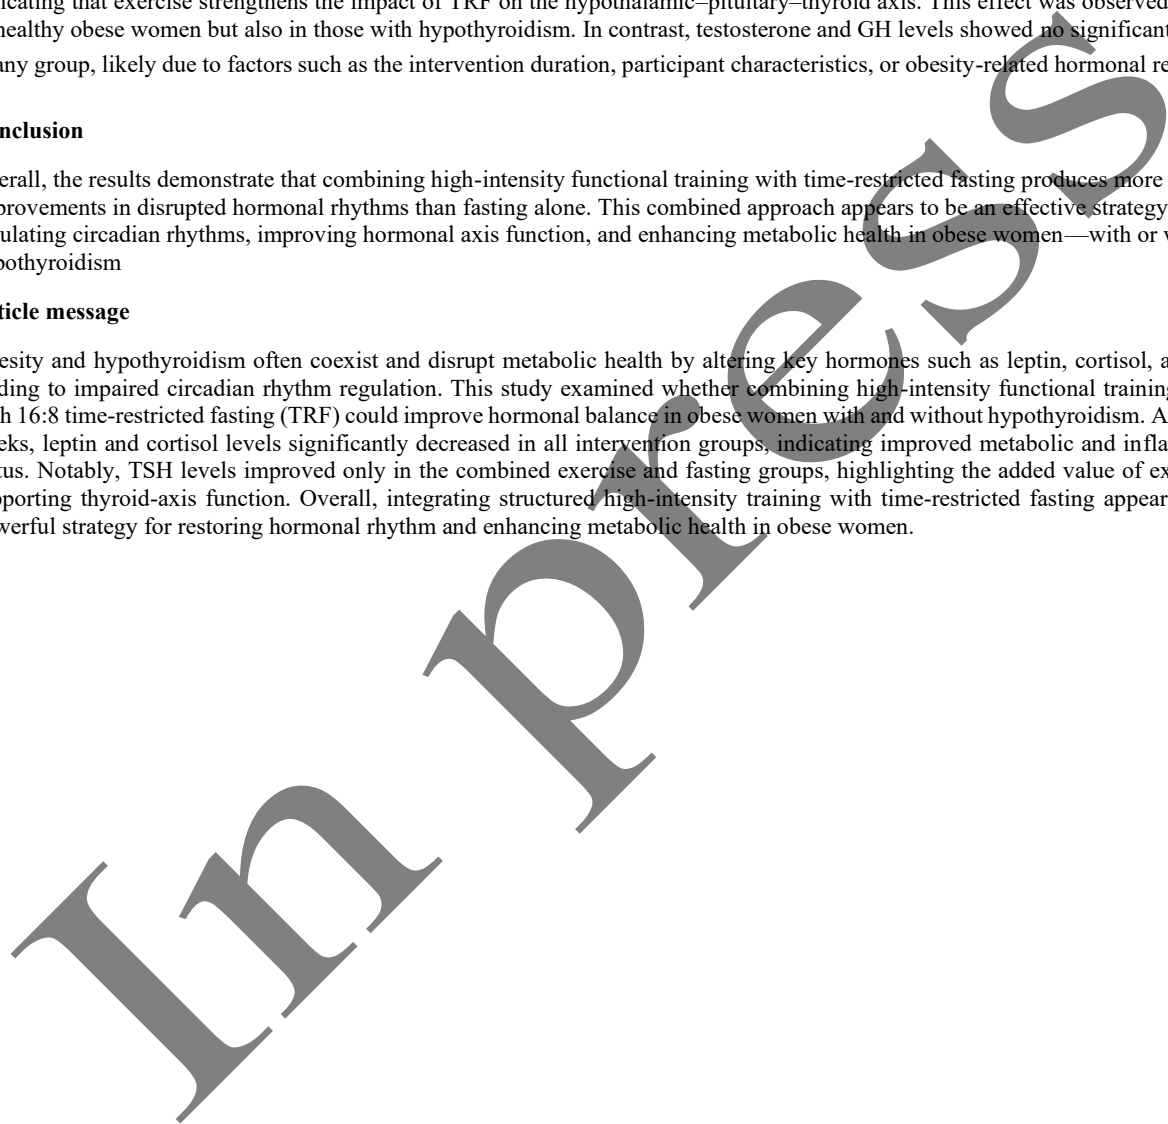 icating that exercise strengthens the impact of TRF on the hypothalamic–pituitary–thyroid axis. This effect was observed
healthy obese women but also in those with hypothyroidism. In contrast, testosterone and GH levels showed no significant
any group, likely due to factors such as the intervention duration, participant characteristics, or obesity-related hormonal re
nclusion
erall, the results demonstrate that combining high-intensity functional training with time-restricted fasting produces more
provements in disrupted hormonal rhythms than fasting alone. This combined approach appears to be an effective strategy
ulating circadian rhythms, improving hormonal axis function, and enhancing metabolic health in obese women—with or w
pothyroidism
ticle message
esity and hypothyroidism often coexist and disrupt metabolic health by altering key hormones such as leptin, cortisol, a
ding to impaired circadian rhythm regulation. This study examined whether combining high-intensity functional training
h 16:8 time-restricted fasting (TRF) could improve hormonal balance in obese women with and without hypothyroidism. A
eks, leptin and cortisol levels significantly decreased in all intervention groups, indicating improved metabolic and infla
tus. Notably, TSH levels improved only in the combined exercise and fasting groups, highlighting the added value of ex
pporting thyroid-axis function. Overall, integrating structured high-intensity training with time-restricted fasting appear
werful strategy for restoring hormonal rhythm and enhancing metabolic health in obese women.
In press